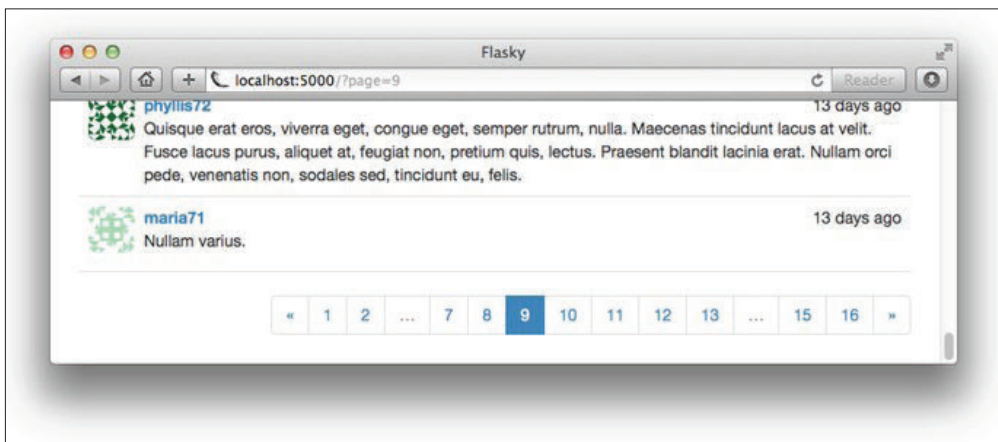 Flasky
localhost:5000/?page=9
Reader
phyllis72
13 days ago
Quisque erat eros, viverra eget, congue eget, semper rutrum, nulla. Maecenas tincidunt lacus at velit.
Fusce lacus purus, aliquet at, feugiat non, pretium quis, lectus. Praesent blandit lacinia erat. Nullam orci
pede, venenatis non, sodales sed, tincidunt eu, felis.
maria71
13 days ago
Nullam varius.
« 1 2 ... 7 8 9 10 11 12 13 ... 15 16 »